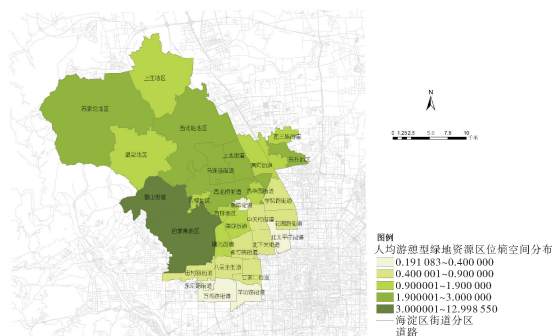 上庄地区
苏家坨地区
西北旺地区
温泉地区
上地街道
马连洼街道
西三旗街道
东升地区
清河街道
香山街道
青龙桥街道
清华园街道
学院路街道
燕园街道
万柳地区
中关村街道
花园路街道
海淀街道
北太平庄街道
四季青地区
曙光街道
北下关街道
紫竹院街道
八里庄街道
田村路街道
甘家口街道
永定路街道
羊坊店街道
万寿路街道
N
0 1.25 2.5 5.0 7.5 10
千米
图例
人均游憩型绿地资源区位熵空间分布
0.191 083~0.400 000
0.400 001~0.900 000
0.900001~1.900 000
1.900001~3.000 000
3.000001~12.998 550
海淀区街道分区
道路